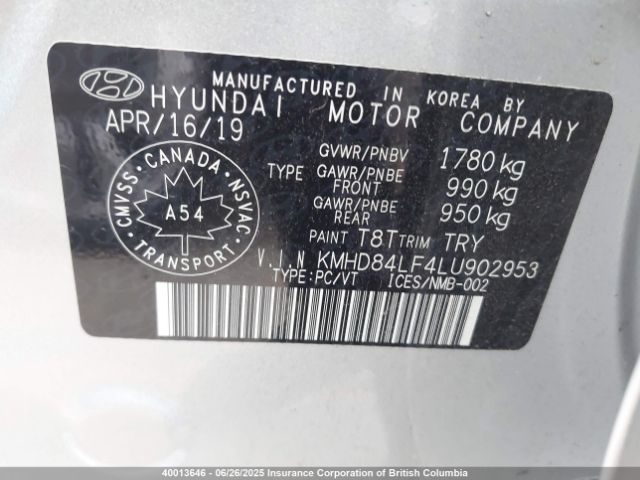 MANUFACTURED IN KOREA BY
HYUNDAI MOTOR COMPANY
APR/16/19
CMVSS · CANADA · NSVAC
A54
TRANSPORT
GVWR/PNBV 1780 kg
TYPE GAWR/PNBE FRONT 990 kg
GAWR/PNBE REAR 950 kg
PAINT T8T TRIM TRY
V.I.N KMHD84LF4LU902953
TYPE:PC/VT ICES/NMB-002
40013646 - 06/26/2025 Insurance Corporation of British Columbia